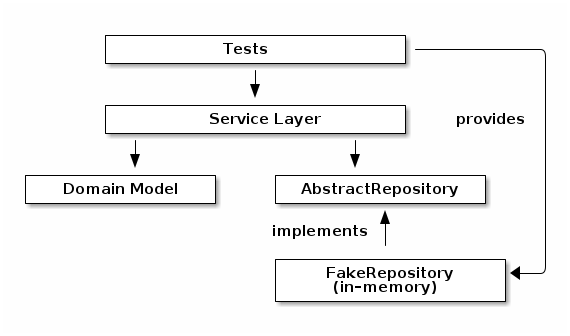 Tests
Service Layer
provides
Domain Model
AbstractRepository
implements
FakeRepository
(in-memory)